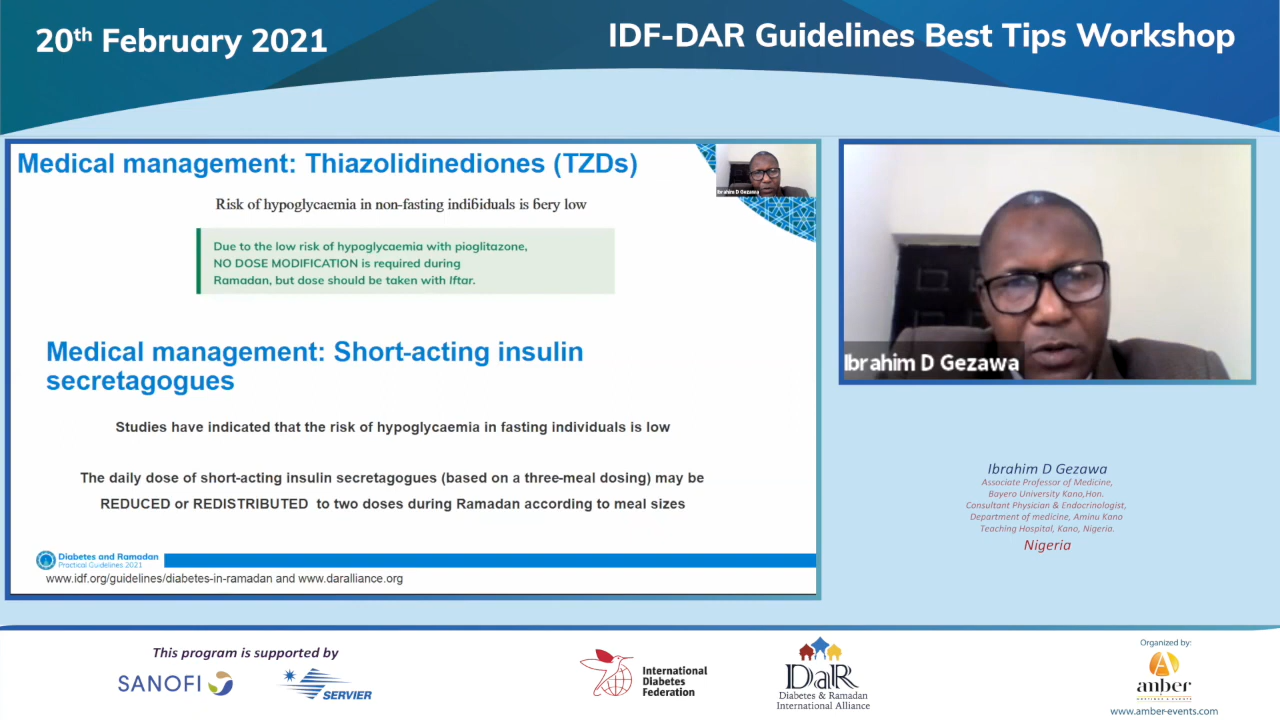 20th February 2021
IDF-DAR Guidelines Best Tips Workshop
Medical management: Thiazolidinediones (TZDs)
Ibrahim D Gezawa
Risk of hypoglycaemia in non-fasting indiɓiduals is ɓery low
Due to the low risk of hypoglycaemia with pioglitazone,
NO DOSE MODIFICATION is required during
Ramadan, but dose should be taken with Iftar.
Medical management: Short-acting insulin
secretagogues
Studies have indicated that the risk of hypoglycaemia in fasting individuals is low
The daily dose of short-acting insulin secretagogues (based on a three-meal dosing) may be
REDUCED or REDISTRIBUTED to two doses during Ramadan according to meal sizes
Diabetes and Ramadan
Practical Guidelines 2021
www.idf.org/guidelines/diabetes-in-ramadan and www.daralliance.org
Ibrahim D Gezawa
Ibrahim D Gezawa
Associate Professor of Medicine,
Bayero University Kano,Hon.
Consultant Physician & Endocrinologist,
Department of medicine, Aminu Kano
Teaching Hospital, Kano, Nigeria.
Nigeria
This program is supported by
SANOFI
SERVIER
International
Diabetes
Federation
DaR
Diabetes & Ramadan
International Alliance
Organized by:
anber
www.amber-events.com